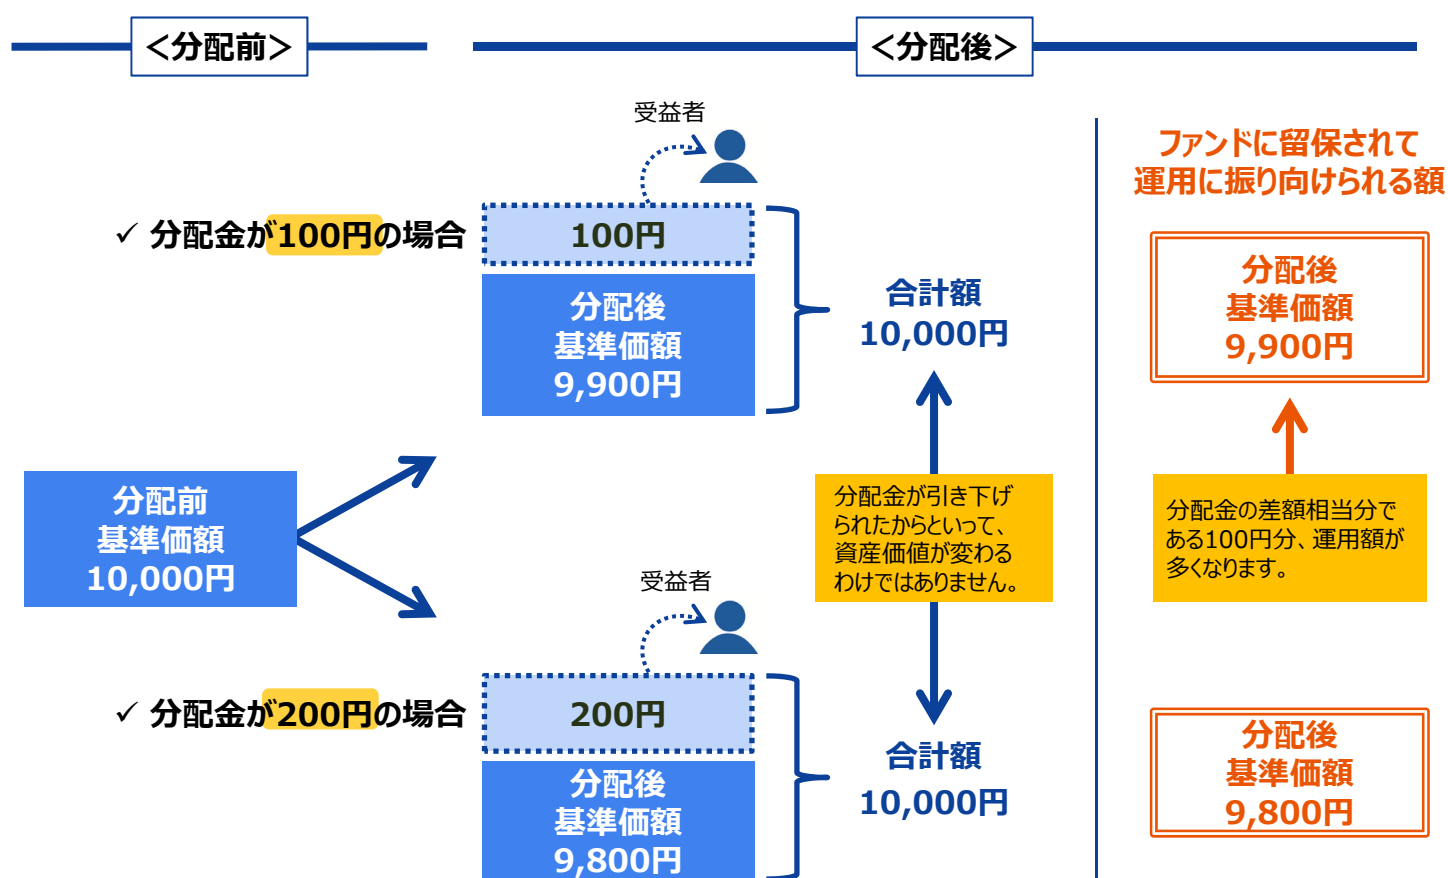 ＜分配前＞
＜分配後＞
受益者
✓ 分配金が100円の場合
100円
分配後
基準価額
9,900円
合計額
10,000円
ファンドに留保されて
運用に振り向けられる額
分配後
基準価額
9,900円
分配前
基準価額
10,000円
分配金が引き下げ
られたからといって、
資産価値が変わる
わけではありません。
分配金の差額相当分で
ある100円分、運用額が
多くなります。
受益者
✓ 分配金が200円の場合
200円
分配後
基準価額
9,800円
合計額
10,000円
分配後
基準価額
9,800円